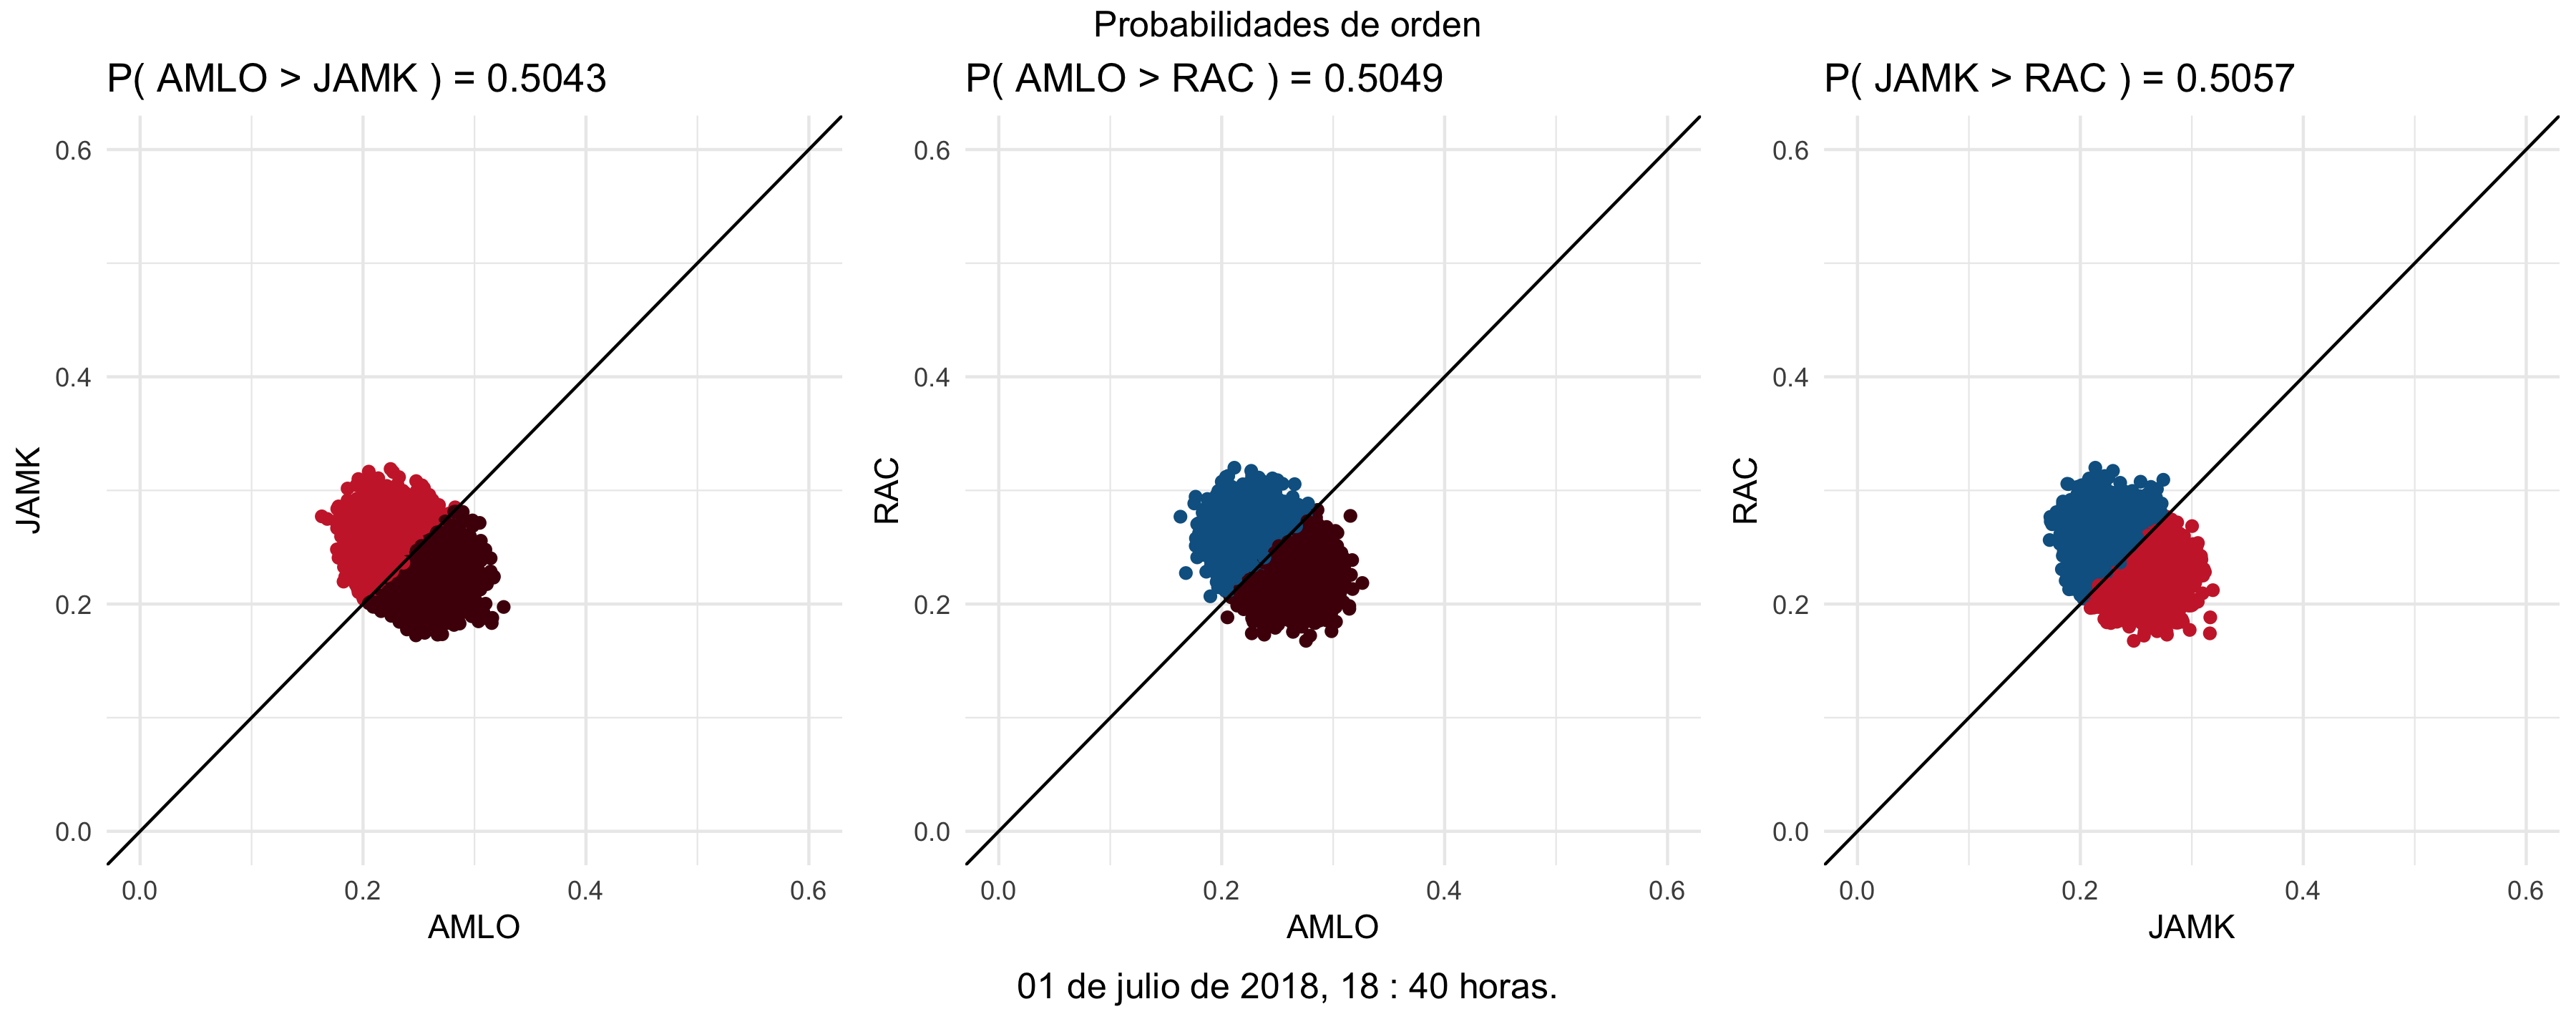 Probabilidades de orden
P( AMLO > JAMK ) = 0.5043
0.6
0.4
0.2
0.0
JAMK
0.0 0.2 0.4 0.6
AMLO
P( AMLO > RAC ) = 0.5049
0.6
0.4
0.2
0.0
RAC
0.0 0.2 0.4 0.6
AMLO
P( JAMK > RAC ) = 0.5057
0.6
0.4
0.2
0.0
RAC
0.0 0.2 0.4 0.6
JAMK
01 de julio de 2018, 18 : 40 horas.